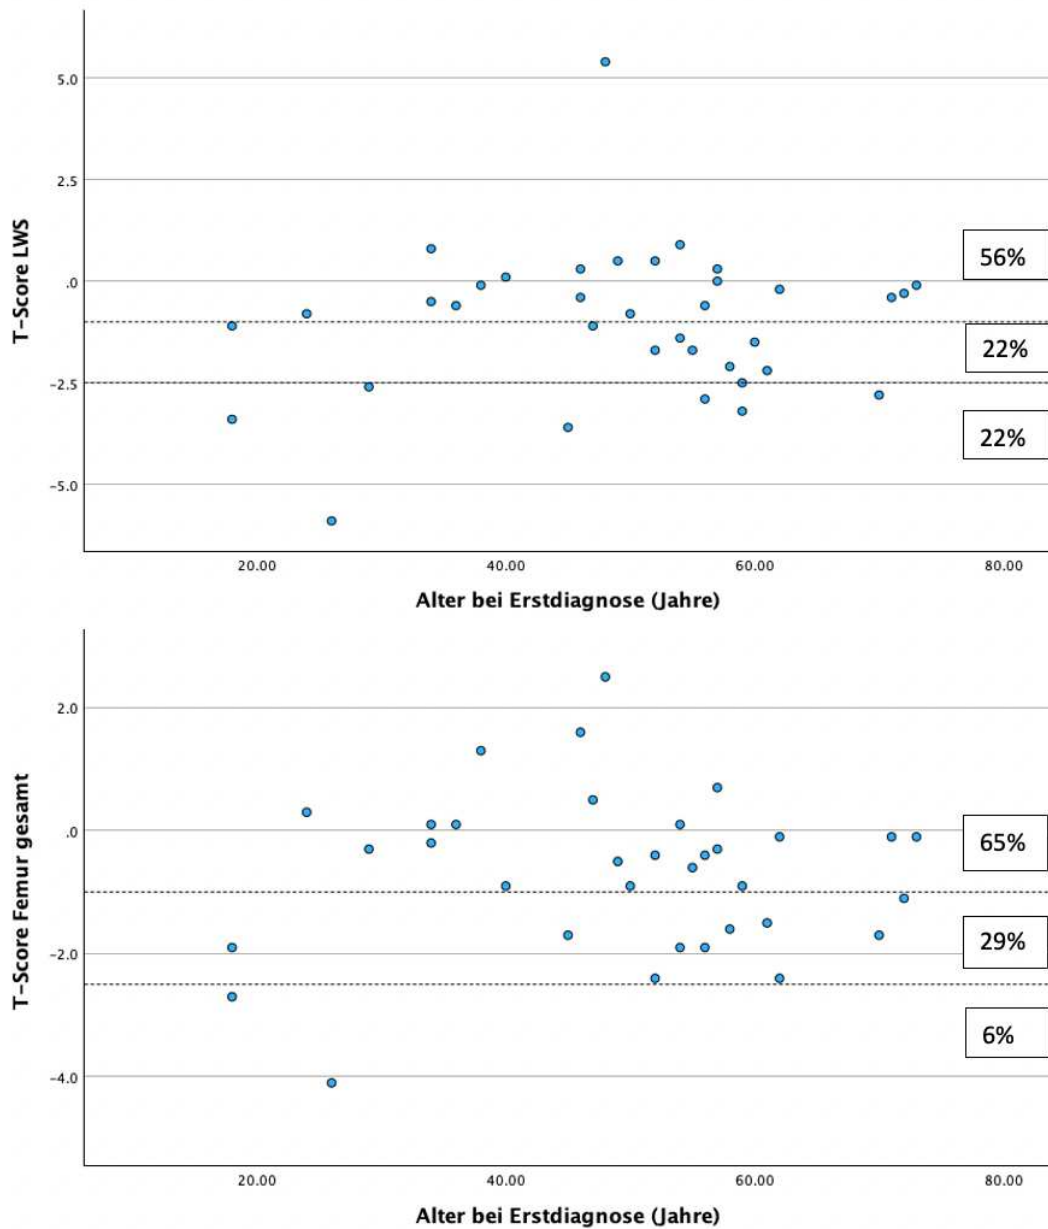 5.0
2.5
.0
-2.5
-5.0
T-Score LWS
56%
22%
22%
20.00 40.00 60.00 80.00
Alter bei Erstdiagnose (Jahre)
2.0
.0
-2.0
-4.0
T-Score Femur gesamt
65%
29%
6%
20.00 40.00 60.00 80.00
Alter bei Erstdiagnose (Jahre)